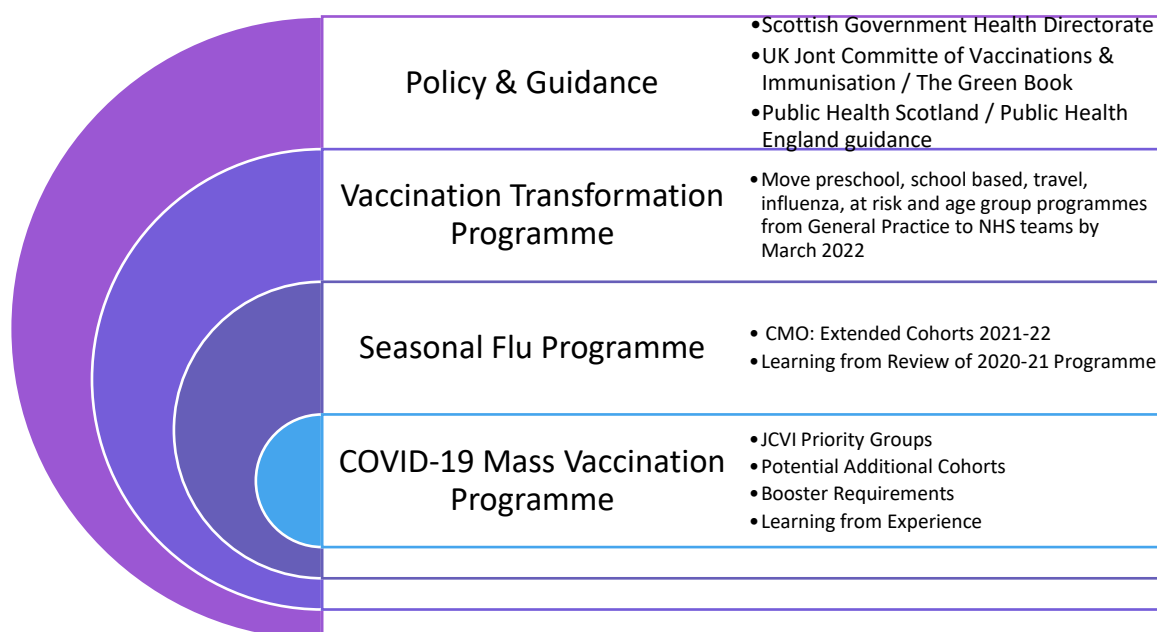 Policy & Guidance
•Scottish Government Health Directorate
•UK Jont Committe of Vaccinations &
Immunisation / The Green Book
•Public Health Scotland / Public Health
England guidance
Vaccination Transformation
Programme
•Move preschool, school based, travel,
influenza, at risk and age group programmes
from General Practice to NHS teams by
March 2022
Seasonal Flu Programme
• CMO: Extended Cohorts 2021-22
•Learning from Review of 2020-21 Programme
COVID-19 Mass Vaccination
Programme
•JCVI Priority Groups
•Potential Additional Cohorts
•Booster Requirements
•Learning from Experience